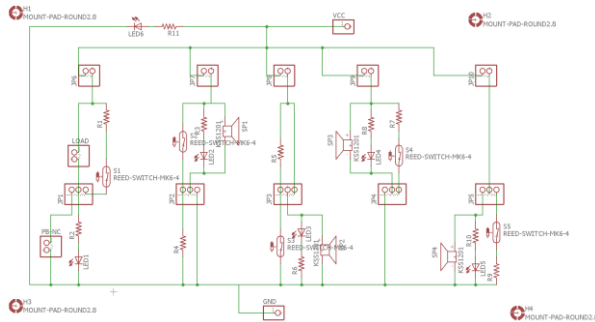 H1
MOUNT-PAD-ROUND2.8
H2
MOUNT-PAD-ROUND2.8
VCC
LED6
R11
JP6
JP7
JP8
JP9
JP10
R1
R3
LED2
KSS1201
SP1
REED-SWITCH-MK6-4
R5
SP3
KSS1201
R8
LED4
R7
S4
REED-SWITCH-MK6-4
LOAD
S1
REED-SWITCH-MK6-4
JP1
JP2
JP3
JP4
JP5
PB-NC
R2
LED1
R4
S3
REED-SWITCH-MK6-4
LED3
R6
KSS1201
SP2
SP4
KSS1201
R10
LED5
S5
REED-SWITCH-MK6-4
R9
GND
H3
MOUNT-PAD-ROUND2.8
H4
MOUNT-PAD-ROUND2.8